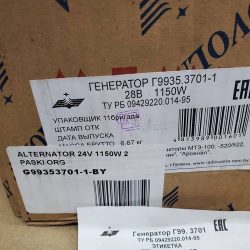 ГЕНЕРАТОР Г9935.3701-1
28В 1150W
ТУ РБ 09429220.014-95
УПАКОВЩИК 11бригада
ШТАМП ОТК
ДАТА ВЫПУСКА
МАССА БРУТТО 6.67 кг
ALTERNATOR 24V 1150W 2
PASKI ORG
G99353701-1-BY
Генератор Г99. 3701
ТУ РБ 09429220.014-95
ЭТИКЕТКА